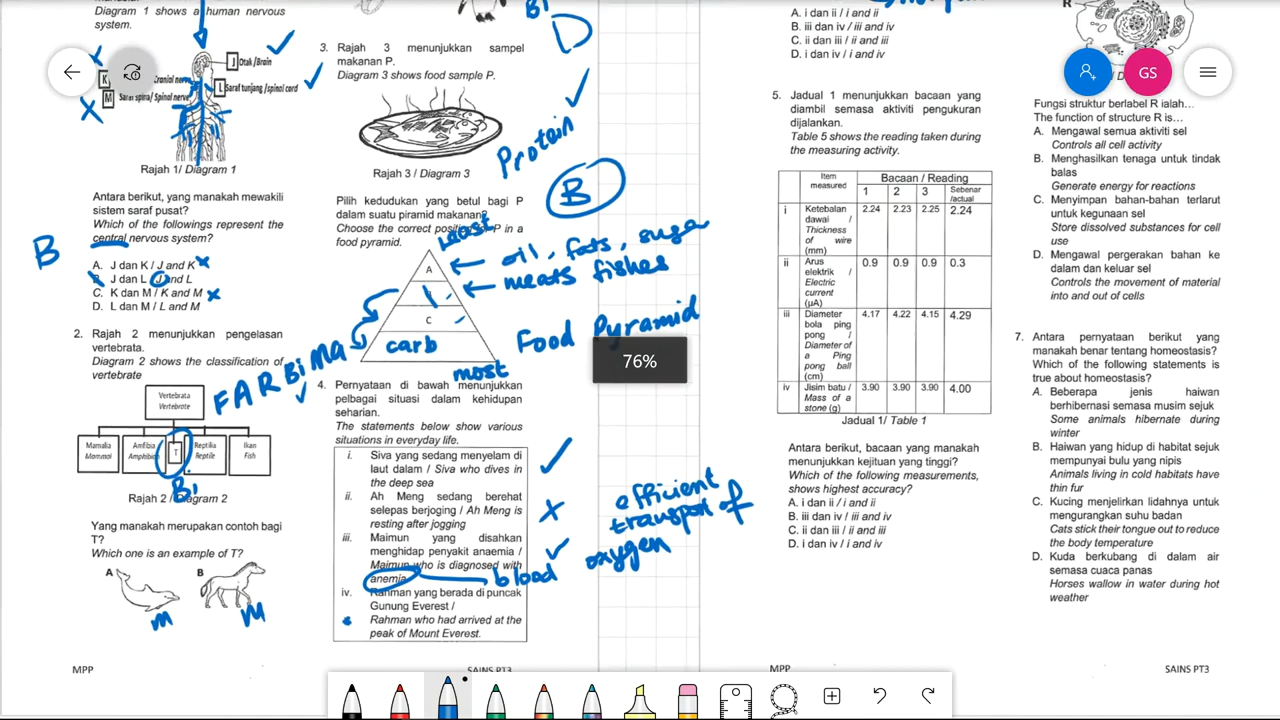 Diagram 1 shows a human nervous
system.
J
Otak /Brain
K
Cranial nerve
L
Saraf tunjang /spinal cord
M
Saraf spina/ Spinal nerve
Rajah 1/ Diagram 1
Antara berikut, yang manakah mewakili
sistem saraf pusat?
Which of the followings represent the
central nervous system?
B
A. J dan K / J and K
J dan L / J and L
C. K dan M / K and M
D. L dan M / L and M
2. Rajah 2 menunjukkan pengelasan
vertebrata.
Diagram 2 shows the classification of
vertebrate
Vertebrata
Vertebrate
Mamalia
Mammal
Amfibia
Amphibia
T
Reptilia
Reptile
Ikan
Fish
Bi
Rajah 2 / Diagram 2
Yang manakah merupakan contoh bagi
T?
Which one is an example of T?
A
B
M
M
MPP
Bi
D
3. Rajah 3 menunjukkan sampel
makanan P.
Diagram 3 shows food sample P.
Protein
Rajah 3 / Diagram 3
B
Pilih kedudukan yang betul bagi P
dalam suatu piramid makanan?
Choose the correct position for P in a
food pyramid.
Least
A
oil, fats, sugar
meats fishes
C
carb
most
Food Pyramid
FARBiMA
4. Pernyataan di bawah menunjukkan
pelbagai situasi dalam kehidupan
seharian.
The statements below show various
situations in everyday life.
i. Siva yang sedang menyelam di
laut dalam / Siva who dives in
the deep sea
ii. Ah Meng sedang berehat
selepas berjoging / Ah Meng is
resting after jogging
iii. Maimun yang disahkan
menghidap penyakit anaemia /
Maimun who is diagnosed with
anemia
blood
efficient
transport of
oxygen
iv. Rahman yang berada di puncak
Gunung Everest /
Rahman who had arrived at the
peak of Mount Everest.
SAINS PT3
76%
A. i dan ii / i and ii
B. iii dan iv / iii and iv
C. ii dan iii / ii and iii
D. i dan iv / i and iv
5. Jadual 1 menunjukkan bacaan yang
diambil semasa aktiviti pengukuran
dijalankan.
Table 5 shows the reading taken during
the measuring activity.
Item measured Bacaan / Reading
1 2 3 Sebenar /actual
i Ketebalan dawai / Thickness of wire (mm) 2.24 2.23 2.25 2.24
ii Arus elektrik / Electric current (µA) 0.9 0.9 0.9 0.3
iii Diameter bola ping pong / Diameter of a Ping pong ball (cm) 4.17 4.22 4.15 4.29
iv Jisim batu / Mass of a stone (g) 3.90 3.90 3.90 4.00
Jadual 1/ Table 1
Antara berikut, bacaan yang manakah
menunjukkan kejituan yang tinggi?
Which of the following measurements,
shows highest accuracy?
A. i dan ii / i and ii
B. iii dan iv / iii and iv
C. ii dan iii / ii and iii
D. i dan iv / i and iv
MPP
R
GS
Fungsi struktur berlabel R ialah...
The function of structure R is...
A. Mengawal semua aktiviti sel
Controls all cell activity
B. Menghasilkan tenaga untuk tindak
balas
Generate energy for reactions
C. Menyimpan bahan-bahan terlarut
untuk kegunaan sel
Store dissolved substances for cell
use
D. Mengawal pergerakan bahan ke
dalam dan keluar sel
Controls the movement of material
into and out of cells
7. Antara pernyataan berikut yang
manakah benar tentang homeostasis?
Which of the following statements is
true about homeostasis?
A. Beberapa jenis haiwan
berhibernasi semasa musim sejuk
Some animals hibernate during
winter
B. Haiwan yang hidup di habitat sejuk
mempunyai bulu yang nipis
Animals living in cold habitats have
thin fur
C. Kucing menjelirkan lidahnya untuk
mengurangkan suhu badan
Cats stick their tongue out to reduce
the body temperature
D. Kuda berkubang di dalam air
semasa cuaca panas
Horses wallow in water during hot
weather
SAINS PT3